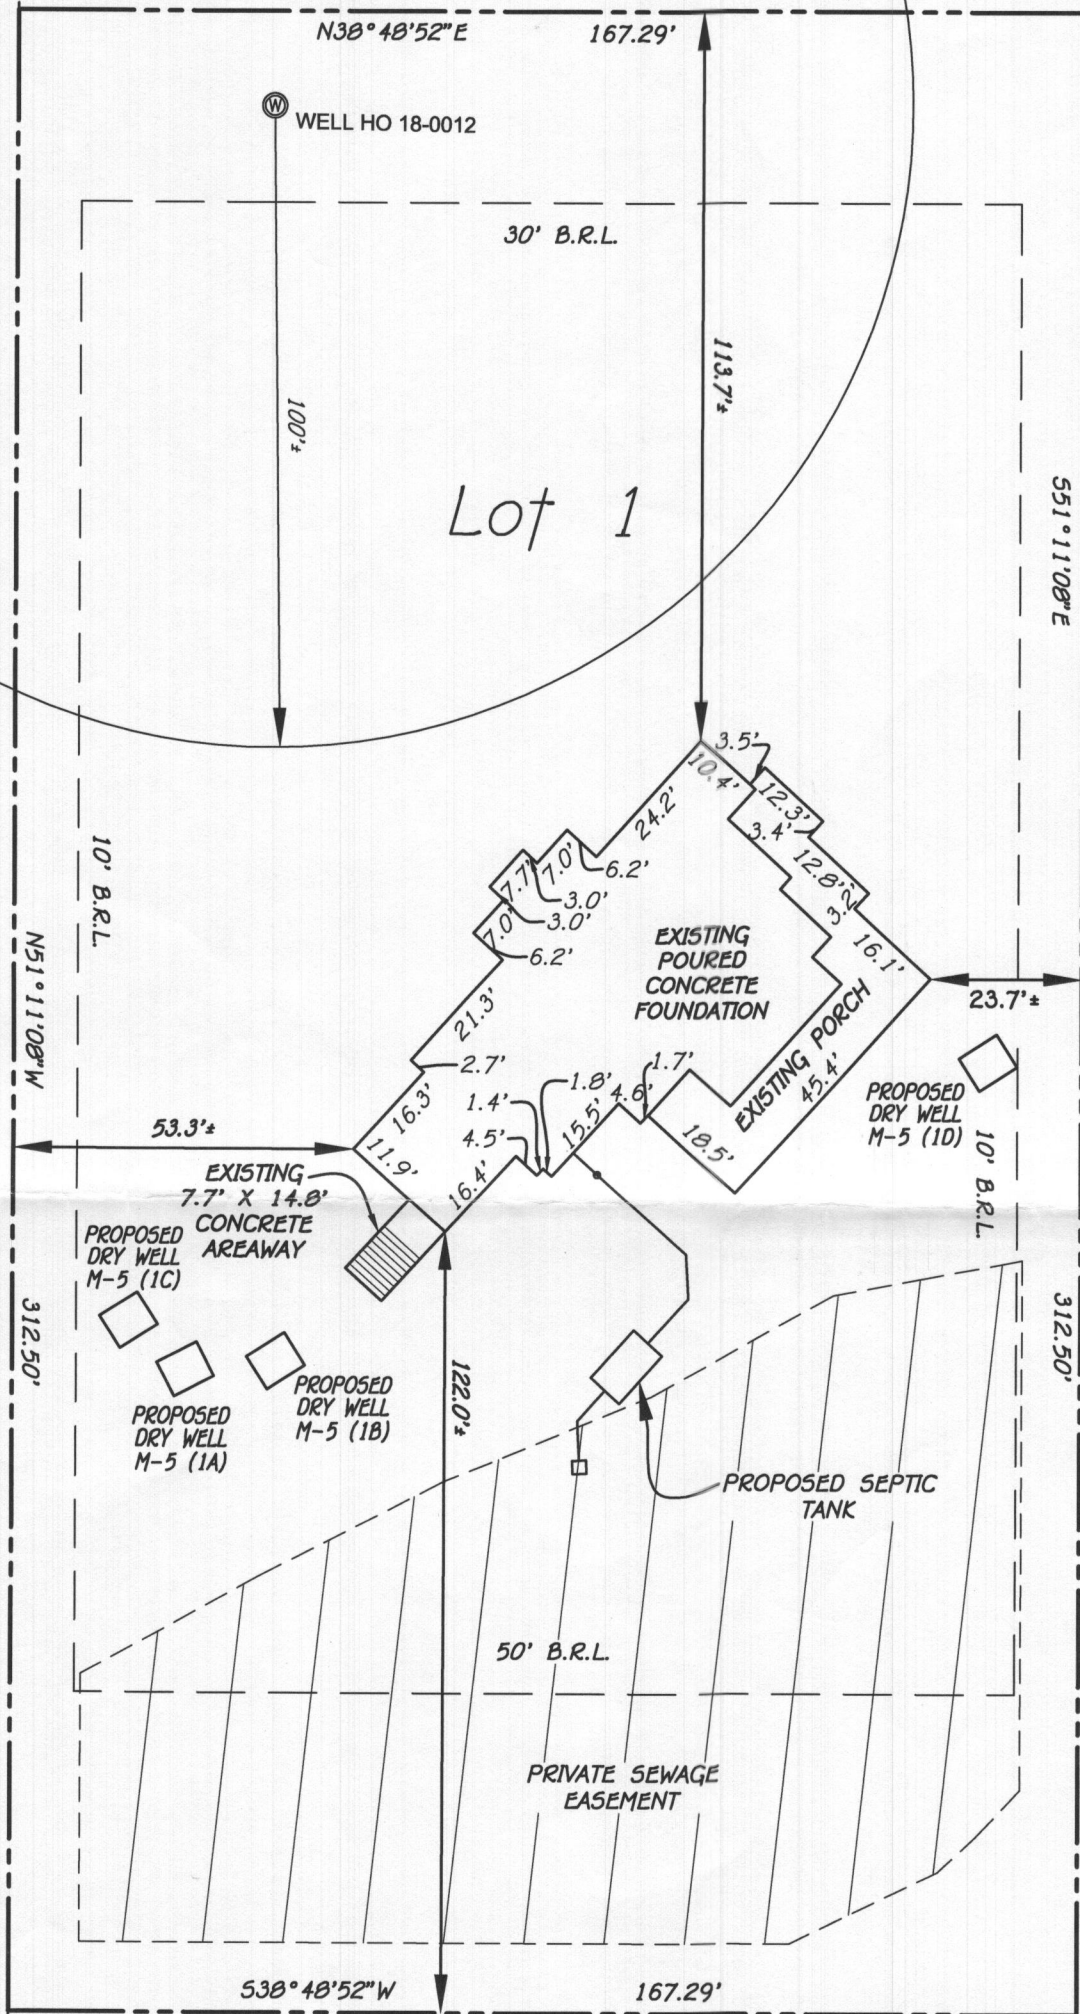 N38°48'52"E 167.29'
W WELL HO 18-0012
30' B.R.L.
113.7'±
100'±
Lot 1
S51°11'08"E
3.5'
10.4'
12.3'
24.2'
3.4'
7.0'
6.2'
12.8'
7.7'
3.0'
3.2'
3.0'
7.0'
10' B.R.L.
EXISTING
POURED
CONCRETE
FOUNDATION
16.1'
6.2'
N51°11'08"W
23.7'±
21.3'
EXISTING PORCH
45.4'
2.7'
1.7'
1.8'
4.6'
PROPOSED
DRY WELL
M-5 (1D)
16.3'
1.4'
15.5'
53.3'±
4.5'
18.5'
10' B.R.L.
11.9'
16.4'
EXISTING
7.7' X 14.8'
CONCRETE
AREAWAY
PROPOSED
DRY WELL
M-5 (1C)
312.50'
312.50'
122.0'±
PROPOSED
DRY WELL
M-5 (1B)
PROPOSED
DRY WELL
M-5 (1A)
PROPOSED SEPTIC
TANK
50' B.R.L.
PRIVATE SEWAGE
EASEMENT
S38°48'52"W 167.29'